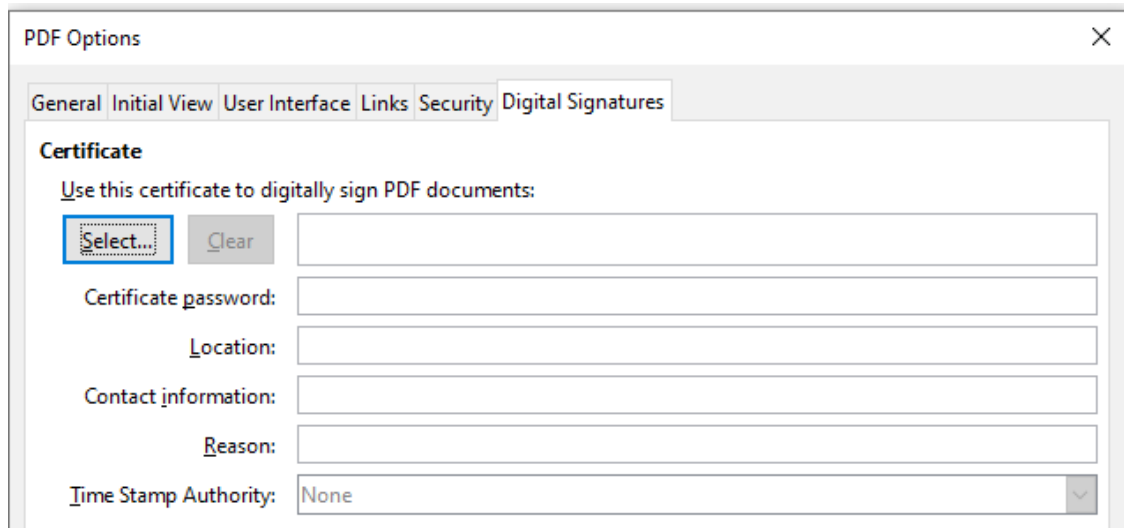 PDF Options
General Initial View User Interface Links Security Digital Signatures
Certificate
Use this certificate to digitally sign PDF documents:
Select... Clear
Certificate password:
Location:
Contact information:
Reason:
Time Stamp Authority: None